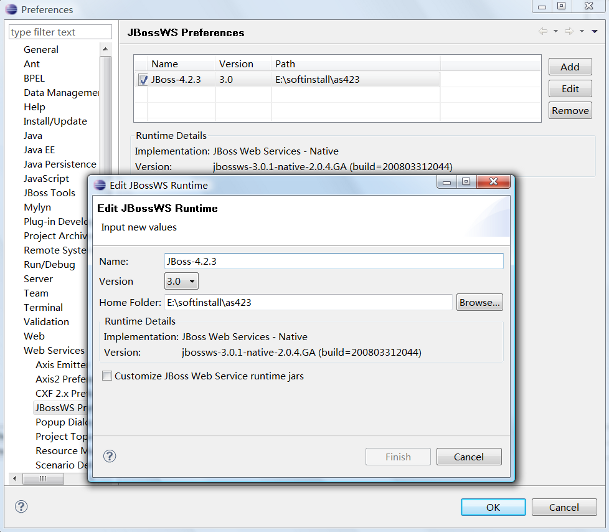 Preferences
type filter text
General
Ant
BPEL
Data Managemer
Help
Install/Update
Java
Java EE
Java Persistence
JavaScript
JBoss Tools
Mylyn
Plug-in Develo
Project Archiv
Remote System
Run/Debug
Server
Team
Terminal
Validation
Web
Web Services
Axis Emitter
Axis2 Prefe
CXF 2.x Prefe
JBossWS Pr
Popup Dialo
Project Top
Resource M
Scenario De
JBossWS Preferences
Name Version Path
JBoss-4.2.3 3.0 E:\softinstall\as423
Add
Edit
Remove
Runtime Details
Implementation: JBoss Web Services - Native
Version: jbossws-3.0.1-native-2.0.4.GA (build=200803312044)
Edit JBossWS Runtime
Edit JBossWS Runtime
Input new values
Name: JBoss-4.2.3
Version 3.0
Home Folder: E:\softinstall\as423 Browse...
Runtime Details
Implementation: JBoss Web Services - Native
Version: jbossws-3.0.1-native-2.0.4.GA (build=200803312044)
Customize JBoss Web Service runtime jars
Finish Cancel
OK Cancel